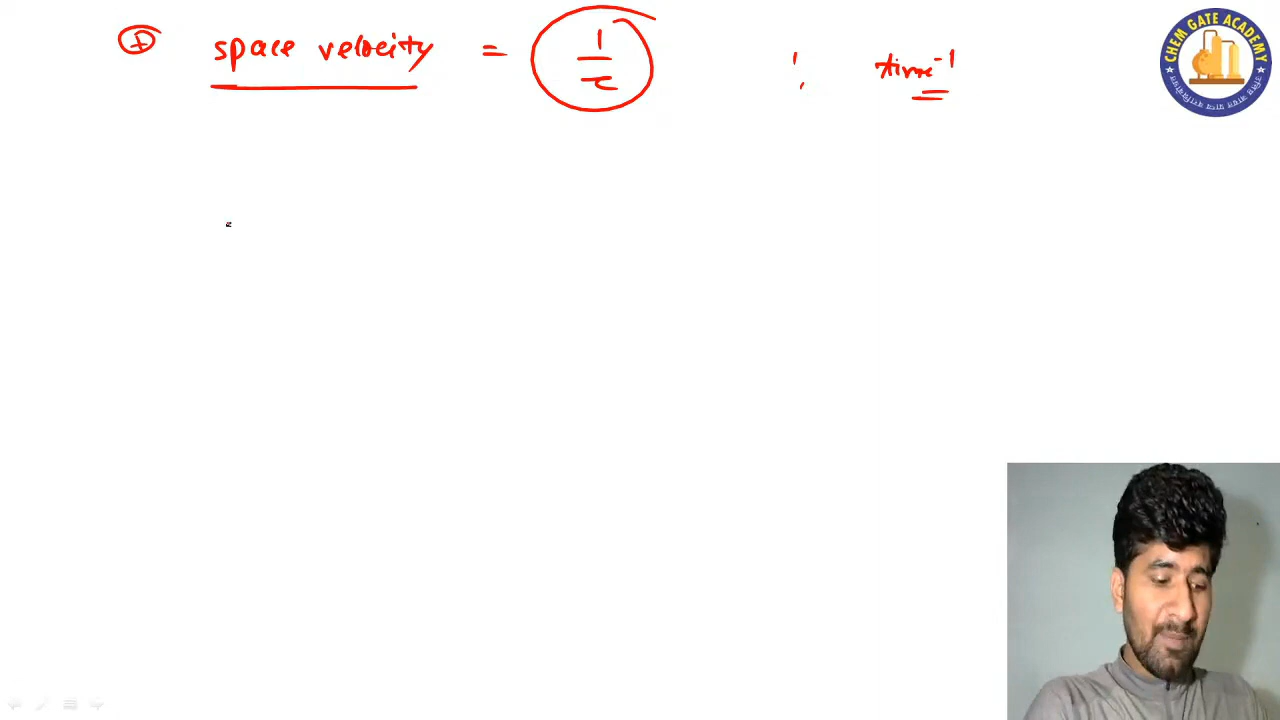 space velocity = 1/τ : time⁻¹
CHEM GATE ACADEMY